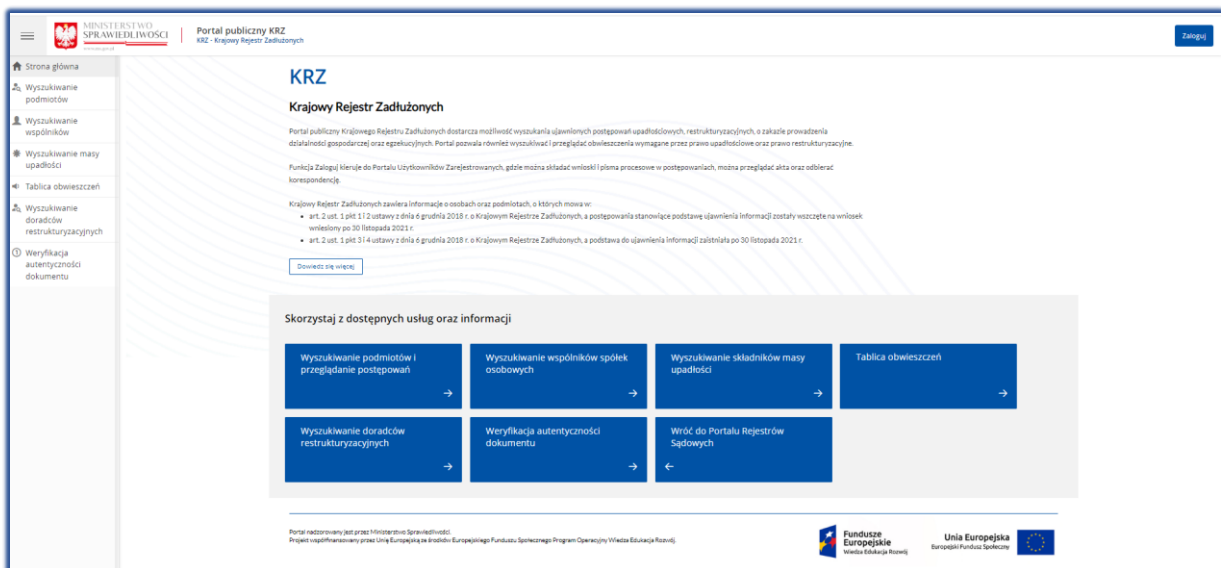 MINISTERSTWO
SPRAWIEDLIWOŚCI
Portal publiczny KRZ
KRZ - Krajowy Rejestr Zadłużonych
Zaloguj
Strona główna
Wyszukiwanie
podmiotów
Wyszukiwanie
wspólników
Wyszukiwanie masy
upadłości
Tablica obwieszczeń
Wyszukiwanie
doradców
restrukturyzacyjnych
Weryfikacja
autentyczności
dokumentu
KRZ
Krajowy Rejestr Zadłużonych
Portal publiczny Krajowego Rejestru Zadłużonych dostarcza możliwość wyszukania ujawnionych postępowań upadłościowych, restrukturyzacyjnych, o zakazie prowadzenia
działalności gospodarczej oraz egzekucyjnych. Portal pozwala również wyszukiwać i przeglądać obwieszczenia wymagane przez prawo upadłościowe oraz prawo restrukturyzacyjne.
Funkcja Zaloguj kieruje do Portalu Użytkowników Zarejestrowanych, gdzie można składać wnioski i pisma procesowe w postępowaniach, można przeglądać akta oraz odbierać
korespondencję.
Krajowy Rejestr Zadłużonych zawiera informacje o osobach oraz podmiotach, o których mowa w:
• art. 2 ust. 1 pkt 1 i 2 ustawy z dnia 6 grudnia 2018 r. o Krajowym Rejestrze Zadłużonych, a postępowania stanowiące podstawę ujawnienia informacji zostały wszczęte na wniosek
wniesiony po 30 listopada 2021 r.
• art. 2 ust. 1 pkt 3 i 4 ustawy z dnia 6 grudnia 2018 r. o Krajowym Rejestrze Zadłużonych, a podstawa do ujawnienia informacji zaistniała po 30 listopada 2021 r.
Dowiedz się więcej
Skorzystaj z dostępnych usług oraz informacji
Wyszukiwanie podmiotów i
przeglądanie postępowań
Wyszukiwanie wspólników spółek
osobowych
Wyszukiwanie składników masy
upadłości
Tablica obwieszczeń
Wyszukiwanie doradców
restrukturyzacyjnych
Weryfikacja autentyczności
dokumentu
Wróć do Portalu Rejestrów
Sądowych
Portal nadzorowany jest przez Ministerstwo Sprawiedliwości.
Projekt współfinansowany przez Unię Europejską ze środków Europejskiego Funduszu Społecznego Program Operacyjny Wiedza Edukacja Rozwój.
Fundusze
Europejskie
Wiedza Edukacja Rozwój
Unia Europejska
Europejski Fundusz Społeczny